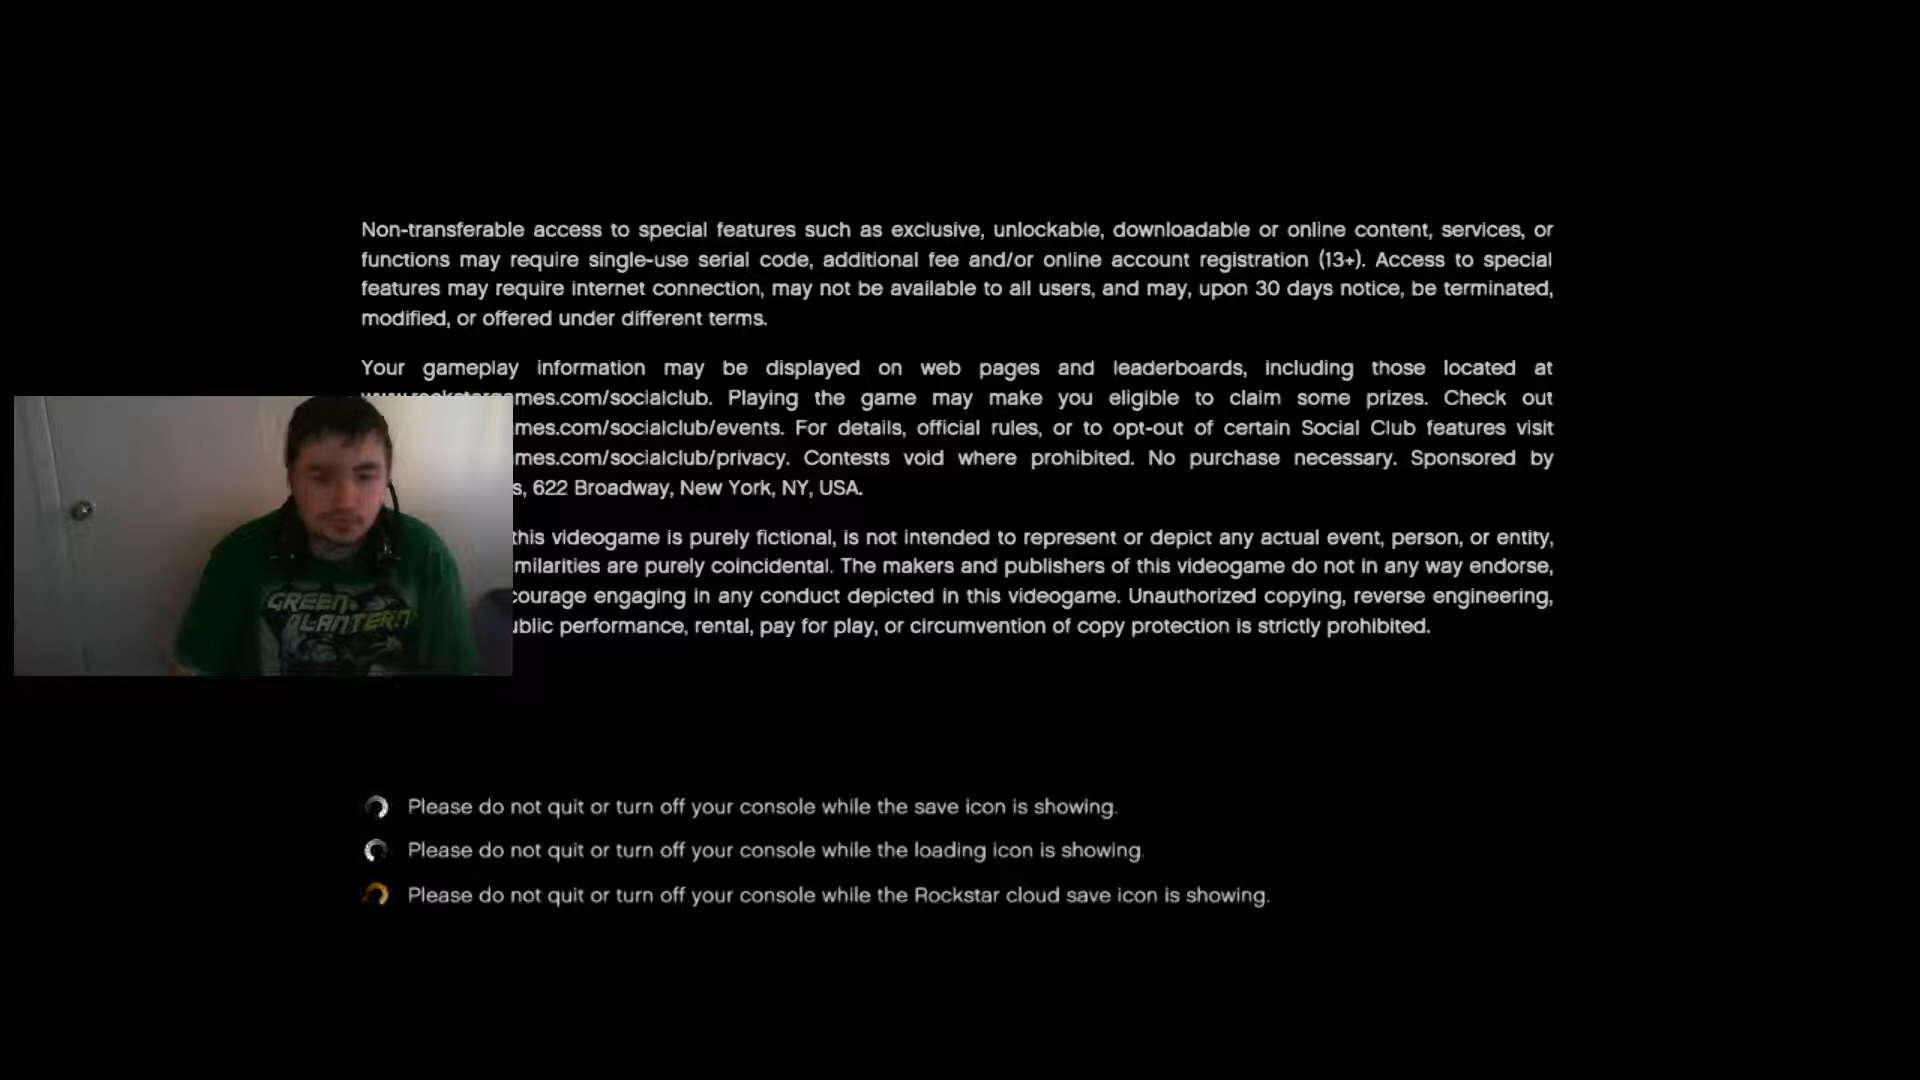 Non-transferable access to special features such as exclusive, unlockable, downloadable or online content, services, or
functions may require single-use serial code, additional fee and/or online account registration (13+). Access to special
features may require internet connection, may not be available to all users, and may, upon 30 days notice, be terminated,
modified, or offered under different terms.
Your gameplay information may be displayed on web pages and leaderboards, including those located at
www.rockstargames.com/socialclub. Playing the game may make you eligible to claim some prizes. Check out
mes.com/socialclub/events. For details, official rules, or to opt-out of certain Social Club features visit
mes.com/socialclub/privacy. Contests void where prohibited. No purchase necessary. Sponsored by
s, 622 Broadway, New York, NY, USA.
this videogame is purely fictional, is not intended to represent or depict any actual event, person, or entity,
milarities are purely coincidental. The makers and publishers of this videogame do not in any way endorse,
courage engaging in any conduct depicted in this videogame. Unauthorized copying, reverse engineering,
ublic performance, rental, pay for play, or circumvention of copy protection is strictly prohibited.
GREEN
LANTERN
Please do not quit or turn off your console while the save icon is showing.
Please do not quit or turn off your console while the loading icon is showing.
Please do not quit or turn off your console while the Rockstar cloud save icon is showing.